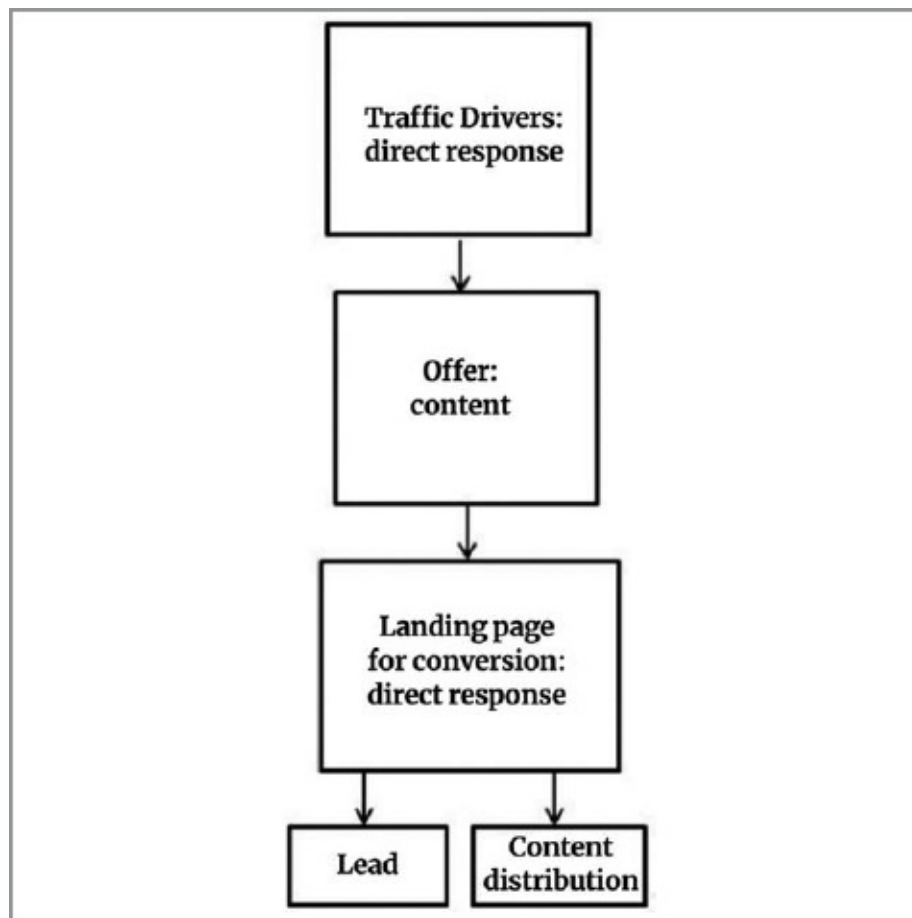 Traffic Drivers:
direct response
Offer:
content
Landing page
for conversion:
direct response
Lead
Content
distribution